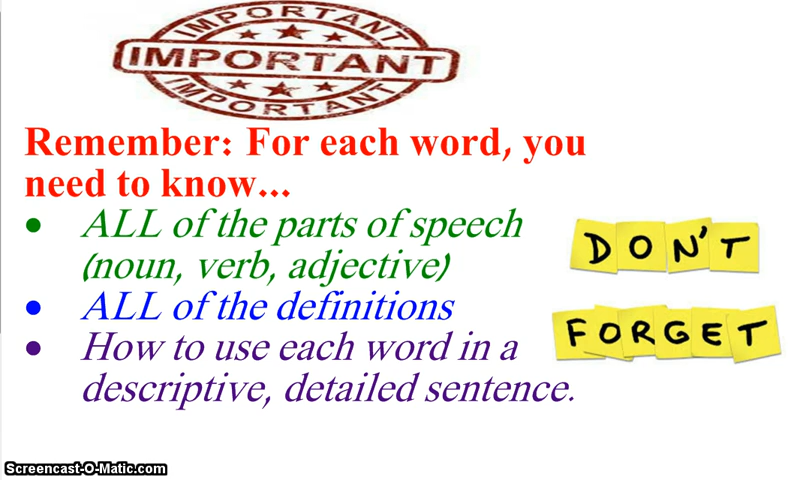 IMPORTANT
IMPORTANT
IMPORTANT
Remember: For each word, you
need to know...
• ALL of the parts of speech
(noun, verb, adjective)
• ALL of the definitions
• How to use each word in a
descriptive, detailed sentence.
DON'T
FORGET
Screencast-O-Matic.com